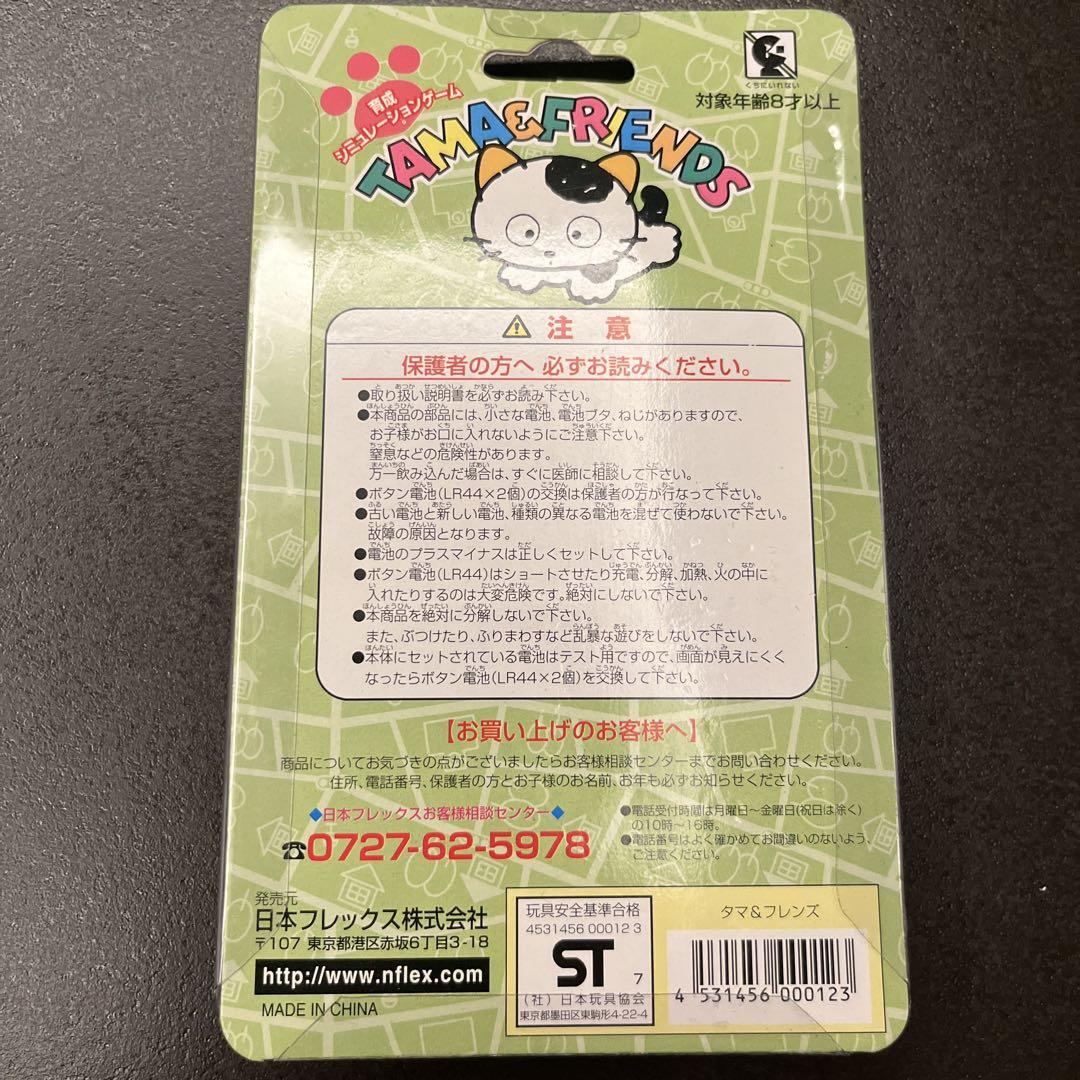 育成
シミュレーションゲーム
TAMA&FRIENDS
くちにいれない
対象年齢8才以上
注意
保護者の方へ 必ずお読みください。
●取り扱い説明書を必ずお読み下さい。
●本商品の部品には、小さな電池、電池ブタ、ねじがありますので、
お子様がお口に入れないようにご注意下さい。
窒息などの危険性があります。
万一飲み込んだ場合は、すぐに医師に相談して下さい。
●ボタン電池(LR44×2個)の交換は保護者の方が行なって下さい。
●古い電池と新しい電池、種類の異なる電池を混ぜて使わないで下さい。
故障の原因となります。
●電池のプラスマイナスは正しくセットして下さい。
●ボタン電池(LR44)はショートさせたり充電、分解、加熱、火の中に
入れたりするのは大変危険です。絶対にしないで下さい。
●本商品を絶対に分解しないで下さい。
また、ぶつけたり、ふりまわすなど乱暴な遊びをしないで下さい。
●本体にセットされている電池はテスト用ですので、画面が見えにくく
なったらボタン電池(LR44×2個)を交換して下さい。
【お買い上げのお客様へ】
商品についてお気づきの点がございましたらお客様相談センターまでお問い合わせください。
住所、電話番号、保護者の方とお子様のお名前、お年も必ずお知らせください。
◆日本フレックスお客様相談センター◆
☎0727-62-5978
●電話受付時間は月曜日〜金曜日(祝日は除く)
の10時〜16時。
●電話番号はよく確かめてお間違いのないよう、
ご注意ください。
発売元
日本フレックス株式会社
〒107 東京都港区赤坂6丁目3-18
http://www.nflex.com
MADE IN CHINA
玩具安全基準合格
4531456 00012 3
ST 7
(社)日本玩具協会
東京都墨田区東駒形4-22-4
タマ&フレンズ
4 531456 000123